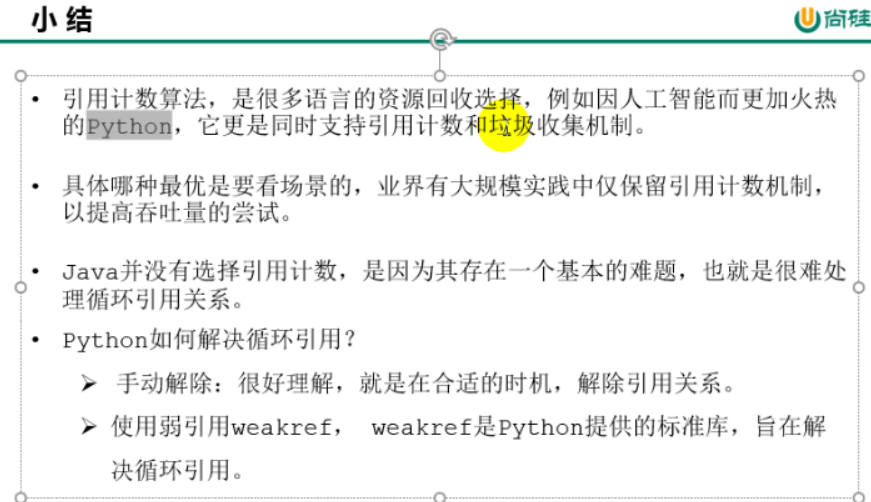 小结
尚硅
• 引用计数算法，是很多语言的资源回收选择，例如因人工智能而更加火热
的Python，它更是同时支持引用计数和垃圾收集机制。
• 具体哪种最优是要看场景的，业界有大规模实践中仅保留引用计数机制，
以提高吞吐量的尝试。
• Java并没有选择引用计数，是因为其存在一个基本的难题，也就是很难处
理循环引用关系。
• Python如何解决循环引用？
➢ 手动解除：很好理解，就是在合适的时机，解除引用关系。
➢ 使用弱引用weakref， weakref是Python提供的标准库，旨在解
决循环引用。